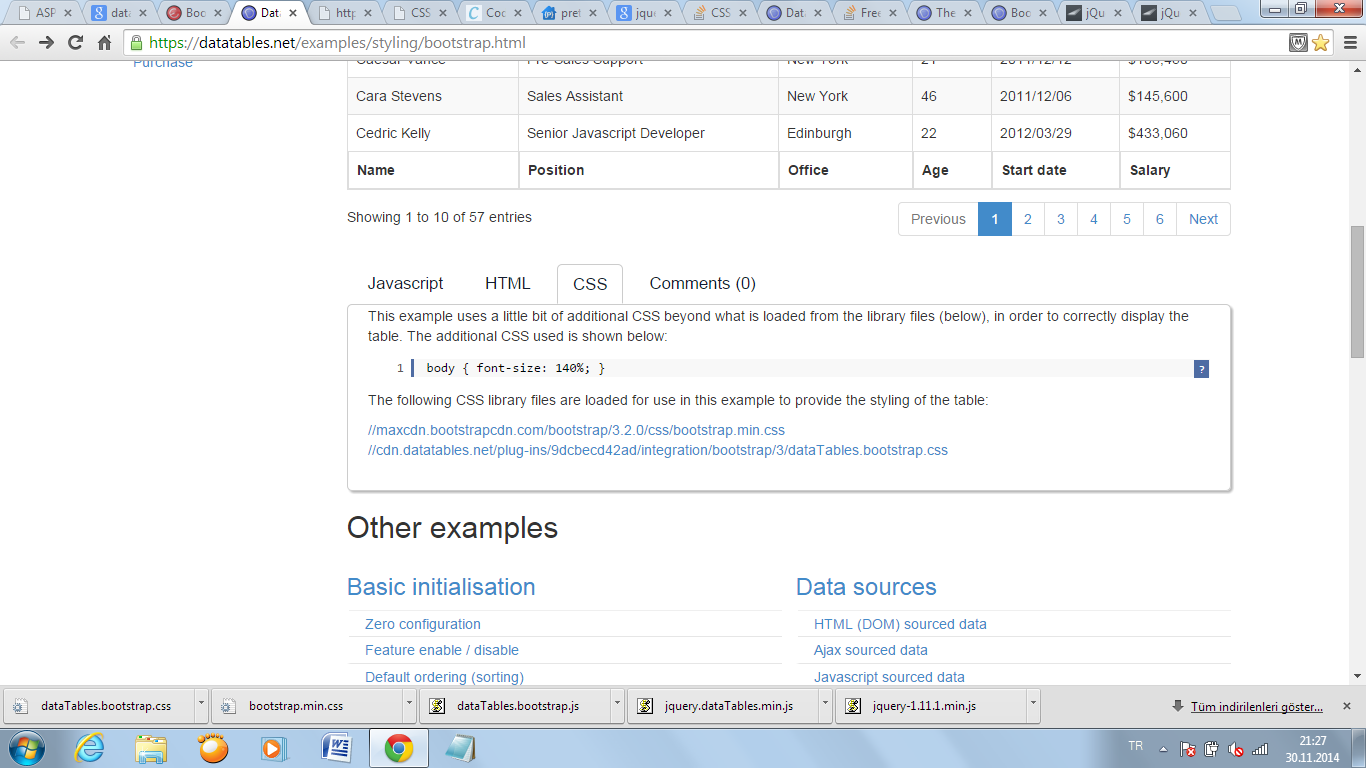 ASP
data
Boo
Dat
http
CSS
Coc
pret
jque
CSS
Dat
Free
The
Boo
jQu
jQu
https://datatables.net/examples/styling/bootstrap.html
Purchase
Caesar Vance Pre-Sales Support New York 21 2011/12/12
Cara Stevens Sales Assistant New York 46 2011/12/06 $145,600
Cedric Kelly Senior Javascript Developer Edinburgh 22 2012/03/29 $433,060
Name Position Office Age Start date Salary
Showing 1 to 10 of 57 entries
Previous 1 2 3 4 5 6 Next
Javascript HTML CSS Comments (0)
This example uses a little bit of additional CSS beyond what is loaded from the library files (below), in order to correctly display the
table. The additional CSS used is shown below:
1 body { font-size: 140%; } ?
The following CSS library files are loaded for use in this example to provide the styling of the table:
//maxcdn.bootstrapcdn.com/bootstrap/3.2.0/css/bootstrap.min.css
//cdn.datatables.net/plug-ins/9dcbecd42ad/integration/bootstrap/3/dataTables.bootstrap.css
Other examples
Basic initialisation
Zero configuration
Feature enable / disable
Default ordering (sorting)
Data sources
HTML (DOM) sourced data
Ajax sourced data
Javascript sourced data
dataTables.bootstrap.css
bootstrap.min.css
dataTables.bootstrap.js
jquery.dataTables.min.js
jquery-1.11.1.min.js
Tüm indirilenleri göster...
TR
21:27
30.11.2014